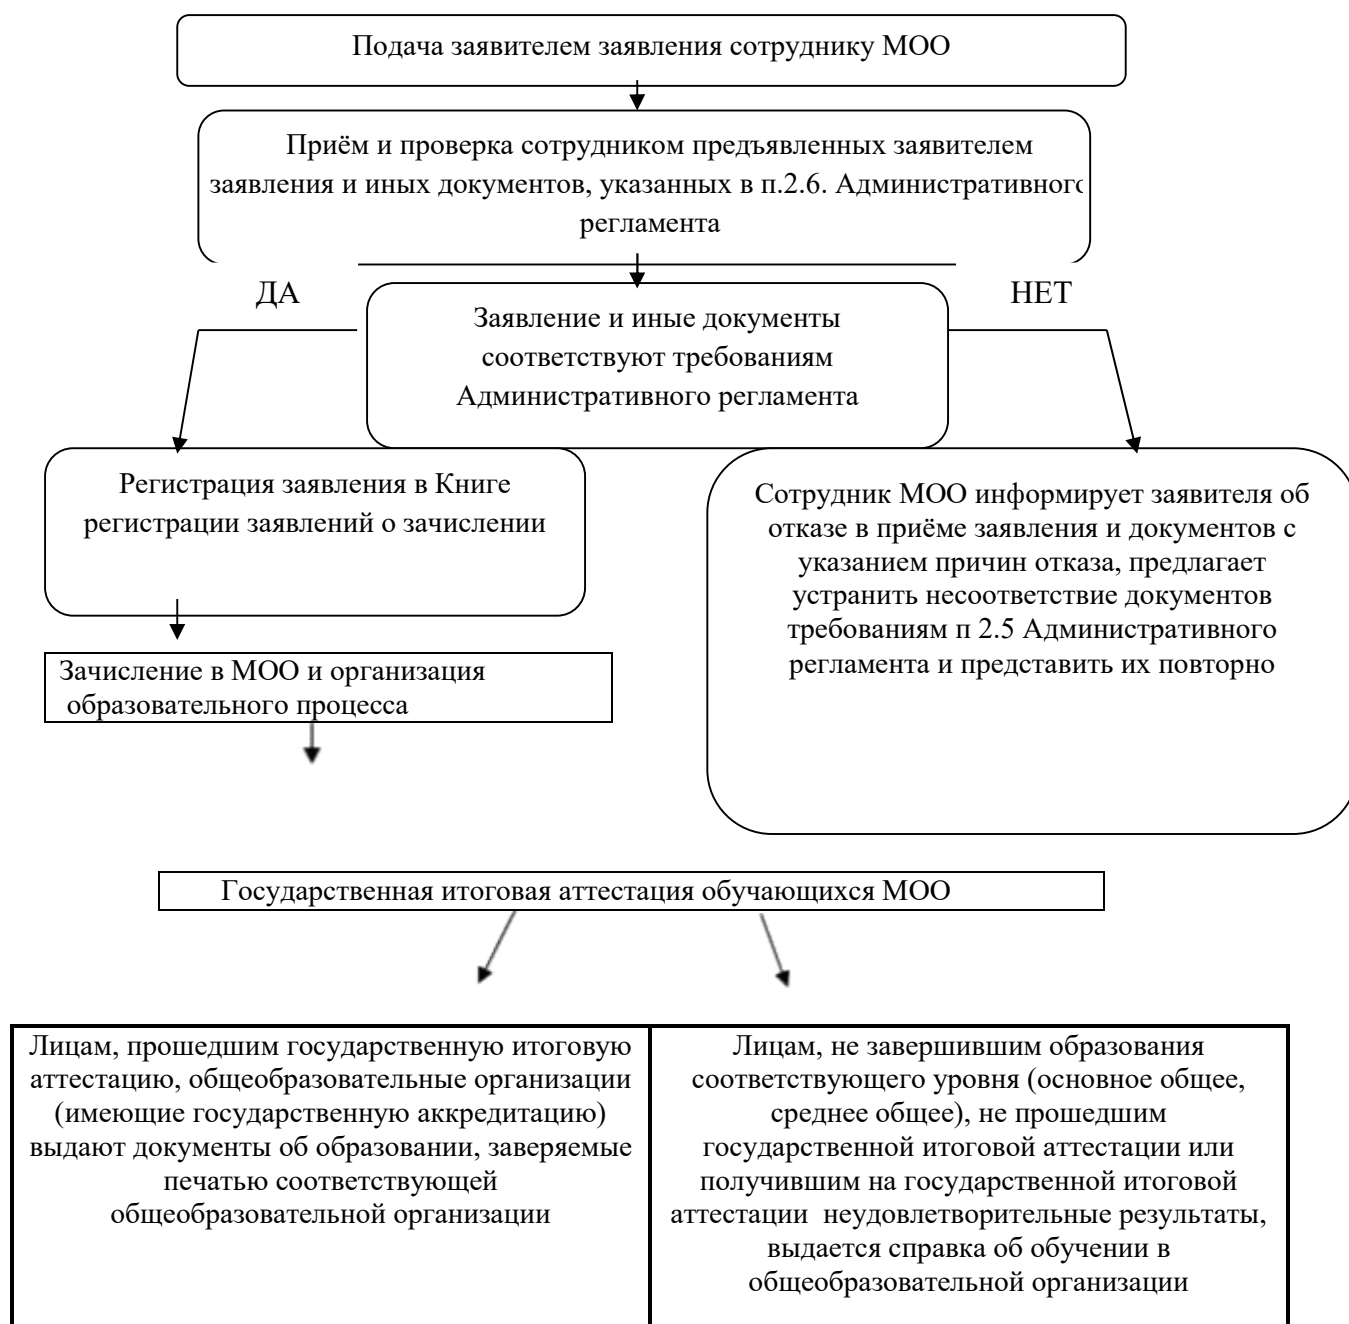 Подача заявителем заявления сотруднику МОО
Приём и проверка сотрудником предъявленных заявителем
заявления и иных документов, указанных в п.2.6. Административного
регламента
ДА
НЕТ
Заявление и иные документы
соответствуют требованиям
Административного регламента
Регистрация заявления в Книге
регистрации заявлений о зачислении
Сотрудник МОО информирует заявителя об
отказе в приёме заявления и документов с
указанием причин отказа, предлагает
устранить несоответствие документов
требованиям п 2.5 Административного
регламента и представить их повторно
Зачисление в МОО и организация
образовательного процесса
Государственная итоговая аттестация обучающихся МОО
Лицам, прошедшим государственную итоговую
аттестацию, общеобразовательные организации
(имеющие государственную аккредитацию)
выдают документы об образовании, заверяемые
печатью соответствующей
общеобразовательной организации
Лицам, не завершившим образования
соответствующего уровня (основное общее,
среднее общее), не прошедшим
государственной итоговой аттестации или
получившим на государственной итоговой
аттестации  неудовлетворительные результаты,
выдается справка об обучении в
общеобразовательной организации